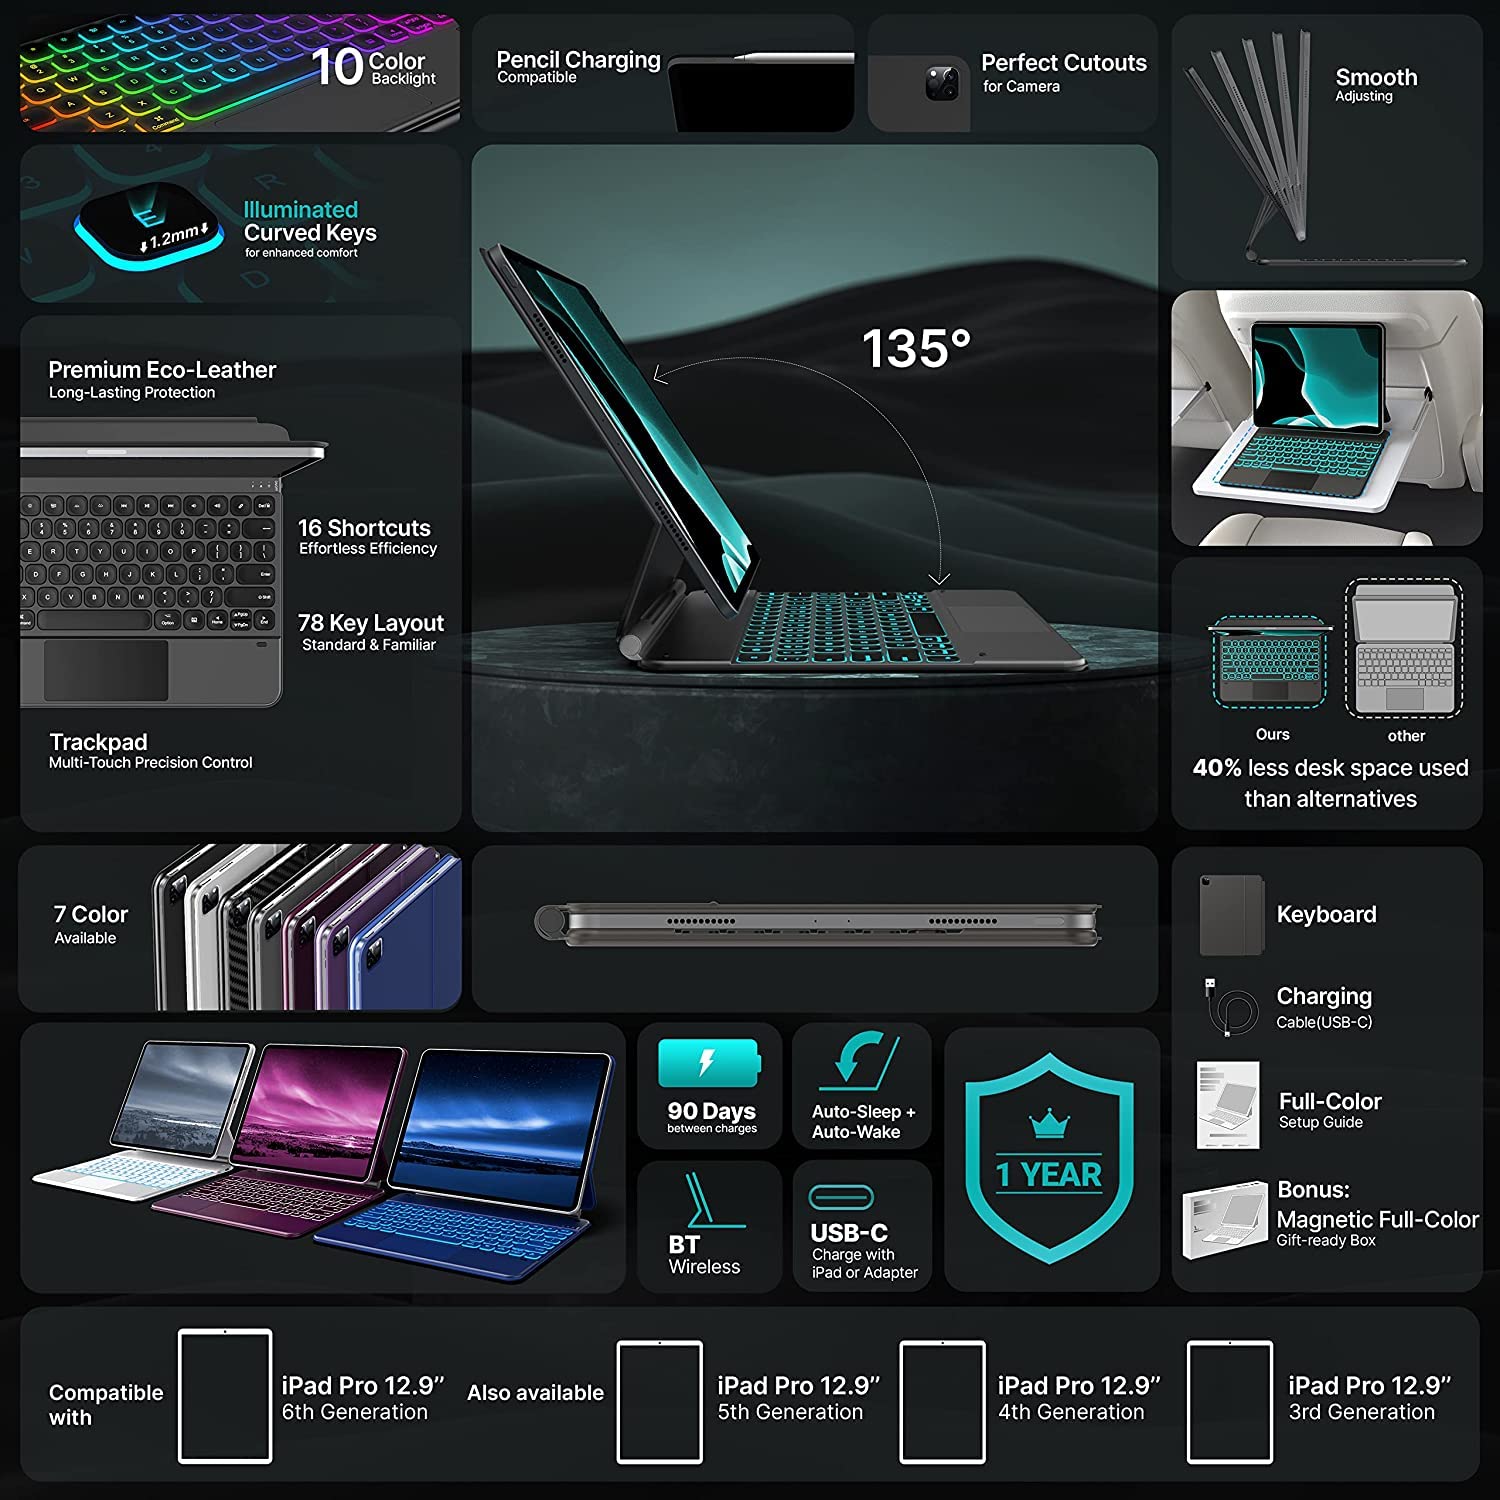 10 Color
Backlight
Pencil Charging
Compatible
Perfect Cutouts
for Camera
Smooth
Adjusting
1.2mm
Illuminated
Curved Keys
for enhanced comfort
135°
Premium Eco-Leather
Long-Lasting Protection
16 Shortcuts
Effortless Efficiency
78 Key Layout
Standard & Familiar
Trackpad
Multi-Touch Precision Control
Ours
other
40% less desk space used
than alternatives
7 Color
Available
Keyboard
Charging
Cable(USB-C)
Full-Color
Setup Guide
Bonus:
Magnetic Full-Color
Gift-ready Box
90 Days
between charges
Auto-Sleep +
Auto-Wake
BT
Wireless
USB-C
Charge with
iPad or Adapter
1 YEAR
Compatible
with
iPad Pro 12.9”
6th Generation
Also available
iPad Pro 12.9”
5th Generation
iPad Pro 12.9”
4th Generation
iPad Pro 12.9”
3rd Generation